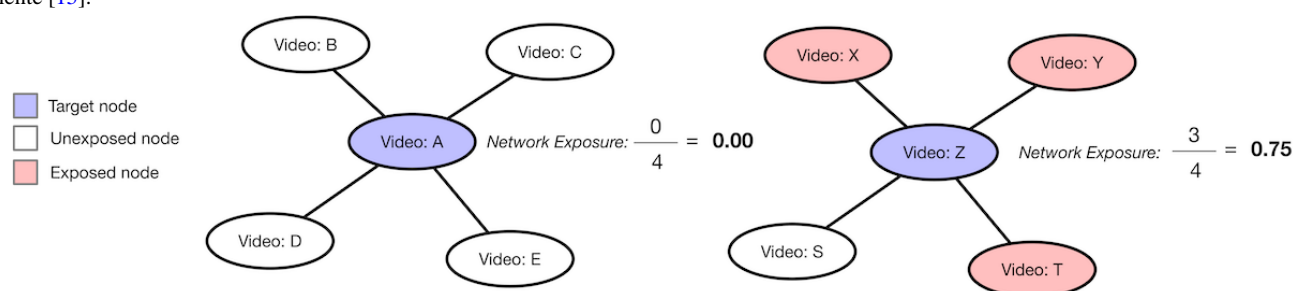 [15].
Video: B
Video: C
Video: X
Video: Y
Target node
Unexposed node
Exposed node
Video: A
Network Exposure: 0 / 4 = 0.00
Video: Z
Network Exposure: 3 / 4 = 0.75
Video: D
Video: E
Video: S
Video: T